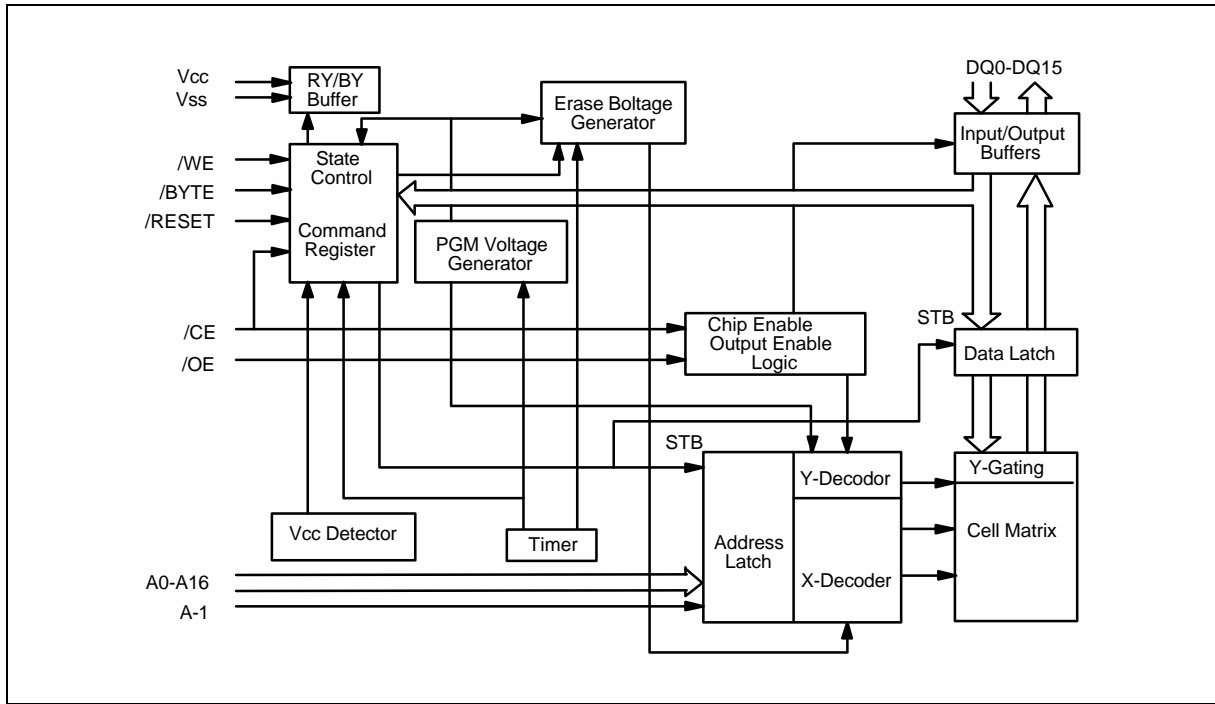 Vcc
Vss
RY/BY
Buffer
Erase Boltage
Generator
DQ0-DQ15
Input/Output
Buffers
/WE
/BYTE
/RESET
State
Control
Command
Register
PGM Voltage
Generator
/CE
/OE
Chip Enable
Output Enable
Logic
STB
Data Latch
STB
Y-Decodor
Y-Gating
Vcc Detector
Timer
Address
Latch
X-Decoder
Cell Matrix
A0-A16
A-1